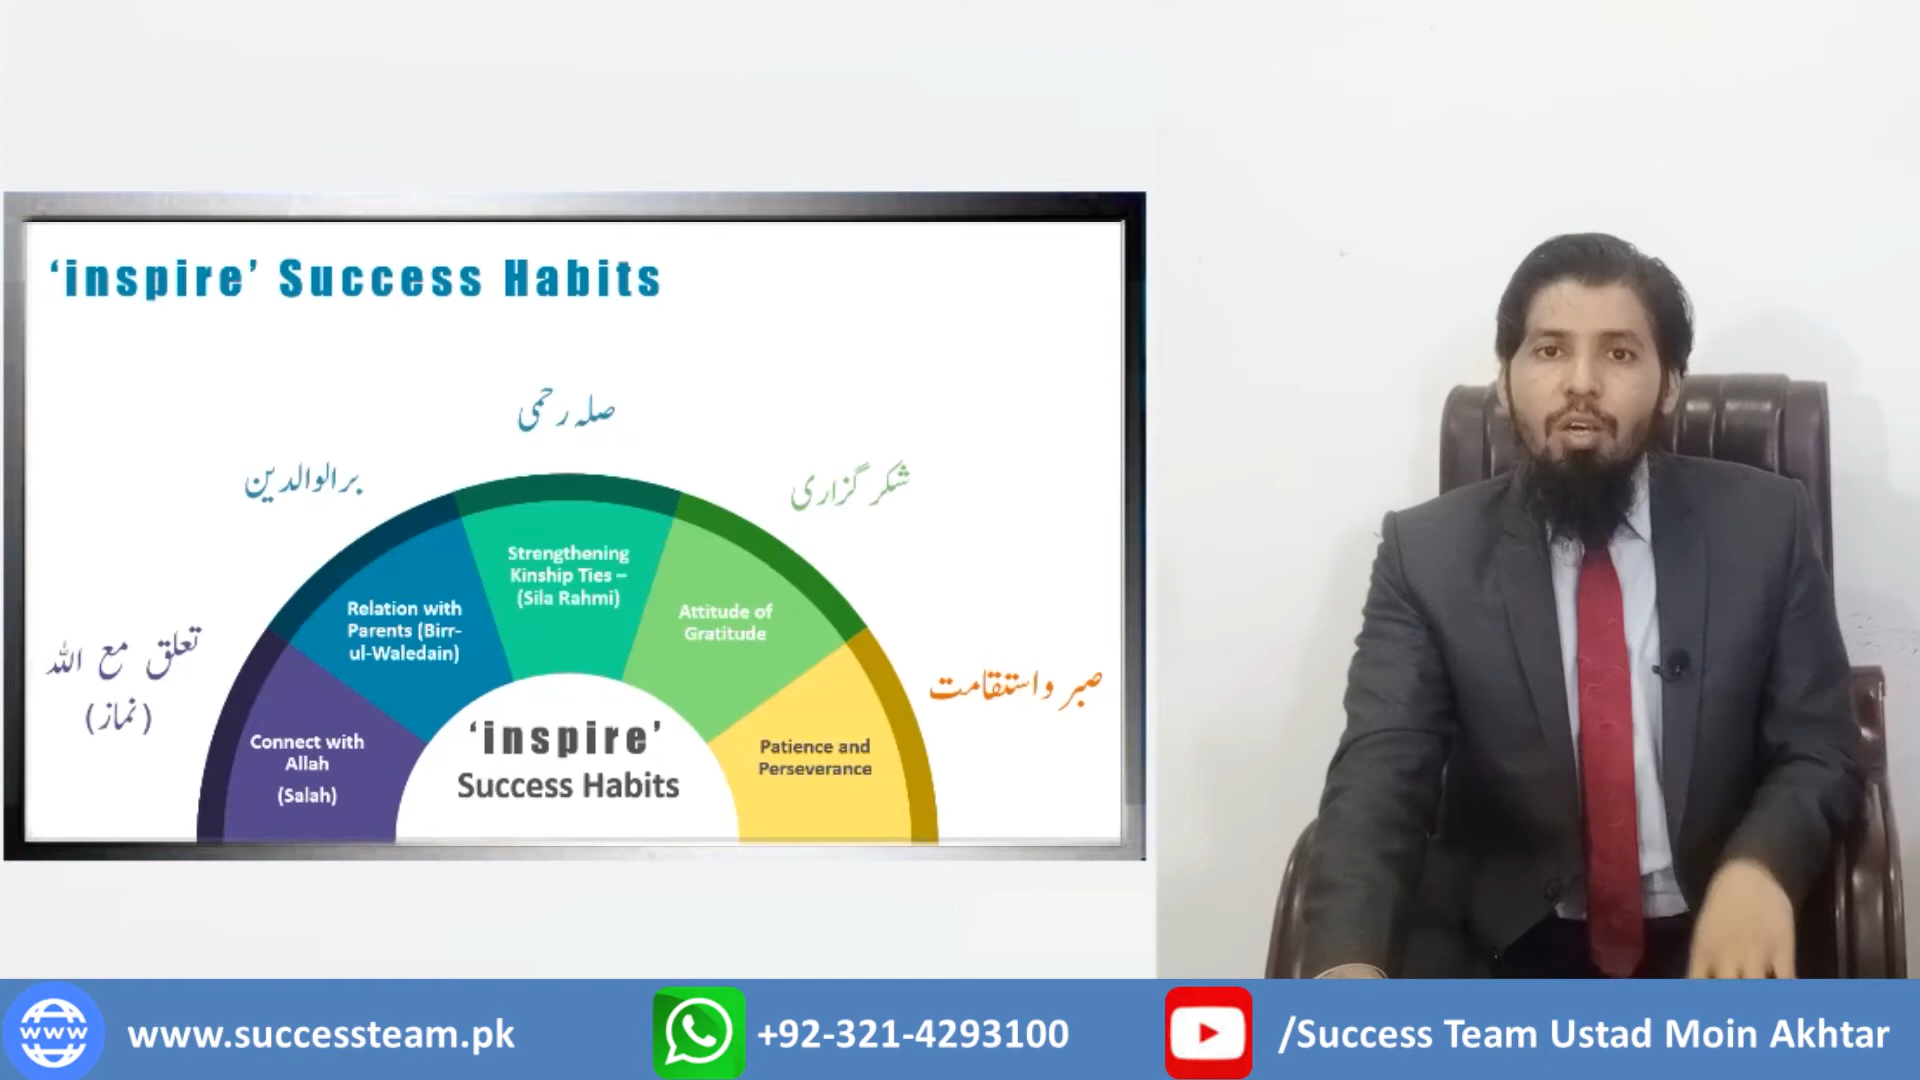 ‘inspire’ Success Habits
صلہ رحمی
برالوالدین
شکر گزاری
تعلق مع اللہ
(نماز)
صبر و استقامت
Connect with
Allah
(Salah)
Relation with
Parents (Birr-
ul-Waledain)
Strengthening
Kinship Ties –
(Sila Rahmi)
Attitude of
Gratitude
Patience and
Perseverance
‘inspire’
Success Habits
www
www.successteam.pk
+92-321-4293100
/Success Team Ustad Moin Akhtar